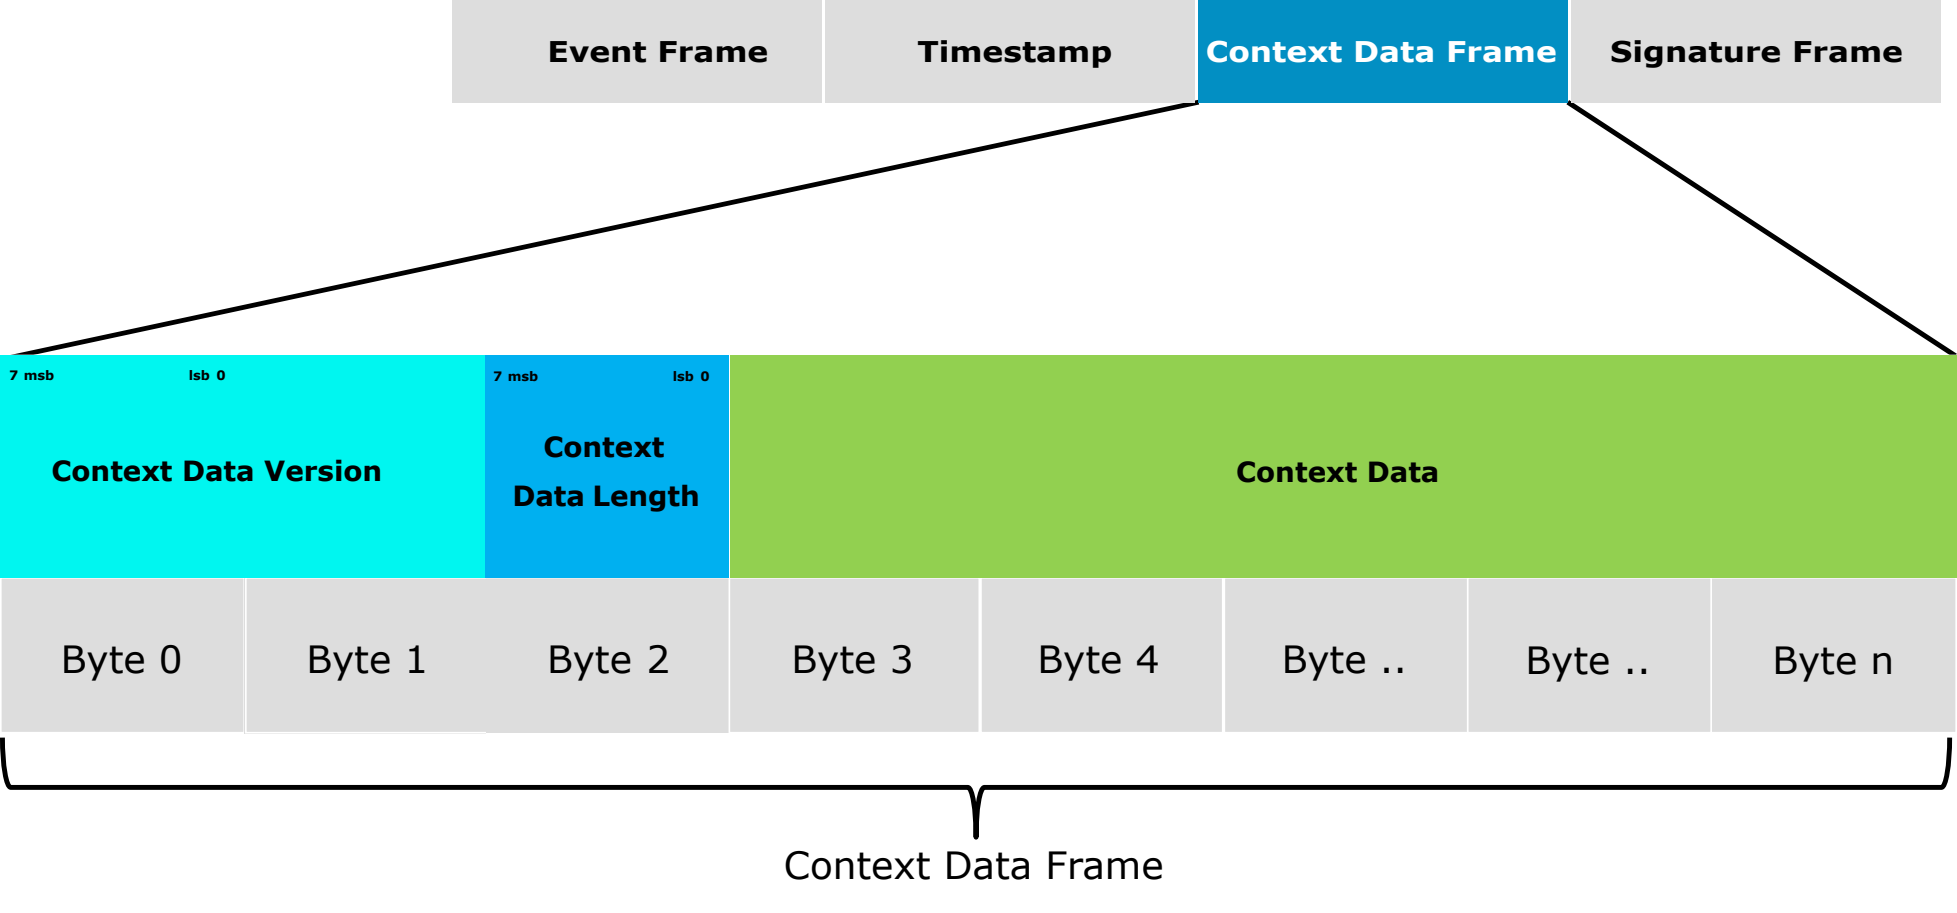 Event Frame Timestamp Context Data Frame Signature Frame
7 msb lsb 0 7 msb lsb 0
Context Data Version
Context
Data Length
Context Data
Byte 0 Byte 1 Byte 2 Byte 3 Byte 4 Byte .. Byte .. Byte n
Context Data Frame